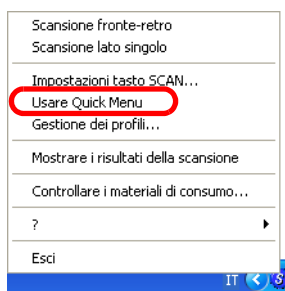 Scansione fronte-retro
Scansione lato singolo
Impostazioni tasto SCAN...
Usare Quick Menu
Gestione dei profili...
Mostrare i risultati della scansione
Controllare i materiali di consumo...
?
Esci
IT
S